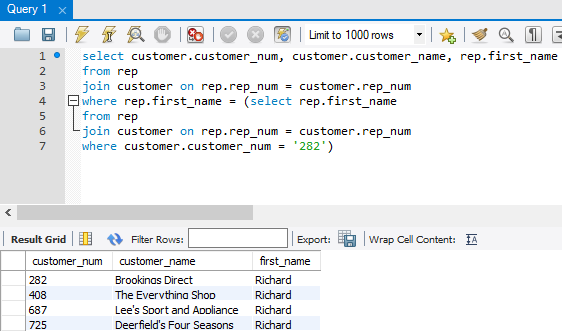 Query 1
Limit to 1000 rows
1 select customer.customer_num, customer.customer_name, rep.first_name
2 from rep
3 join customer on rep.rep_num = customer.rep_num
4 where rep.first_name = (select rep.first_name
5 from rep
6 join customer on rep.rep_num = customer.rep_num
7 where customer.customer_num = '282')
Result Grid Filter Rows: Export: Wrap Cell Content:
customer_num customer_name first_name
282 Brookings Direct Richard
408 The Everything Shop Richard
687 Lee's Sport and Appliance Richard
725 Deerfield's Four Seasons Richard